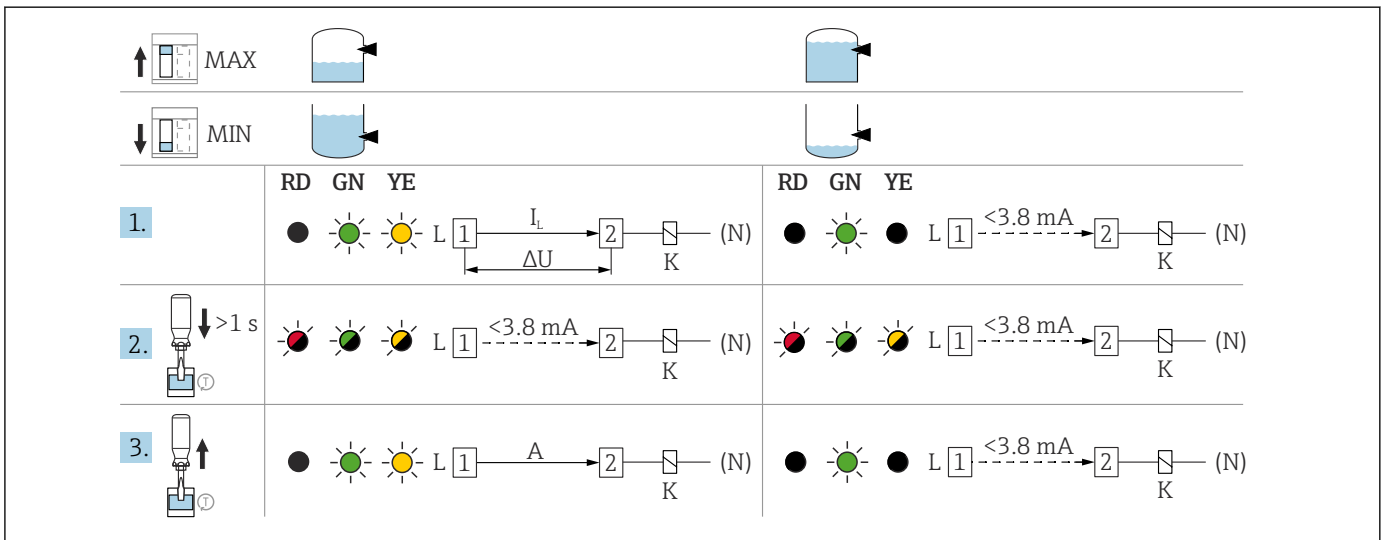 MAX
MIN
RD GN YE RD GN YE
1. L 1 I_L 2 (N) L 1 <3.8 mA 2 (N)
ΔU K K
2. >1 s L 1 <3.8 mA 2 (N) L 1 <3.8 mA 2 (N)
T K K
3. L 1 A 2 (N) L 1 <3.8 mA 2 (N)
T K K